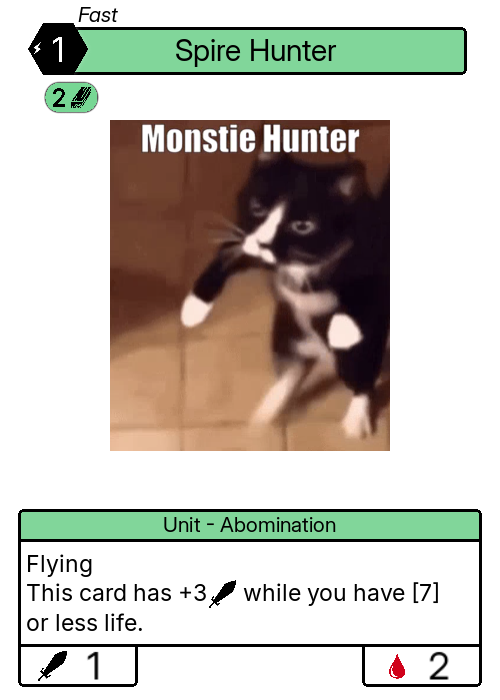 Fast
1
Spire Hunter
2
Monstie Hunter
Unit - Abomination
Flying
This card has +3 while you have [7]
or less life.
1
2